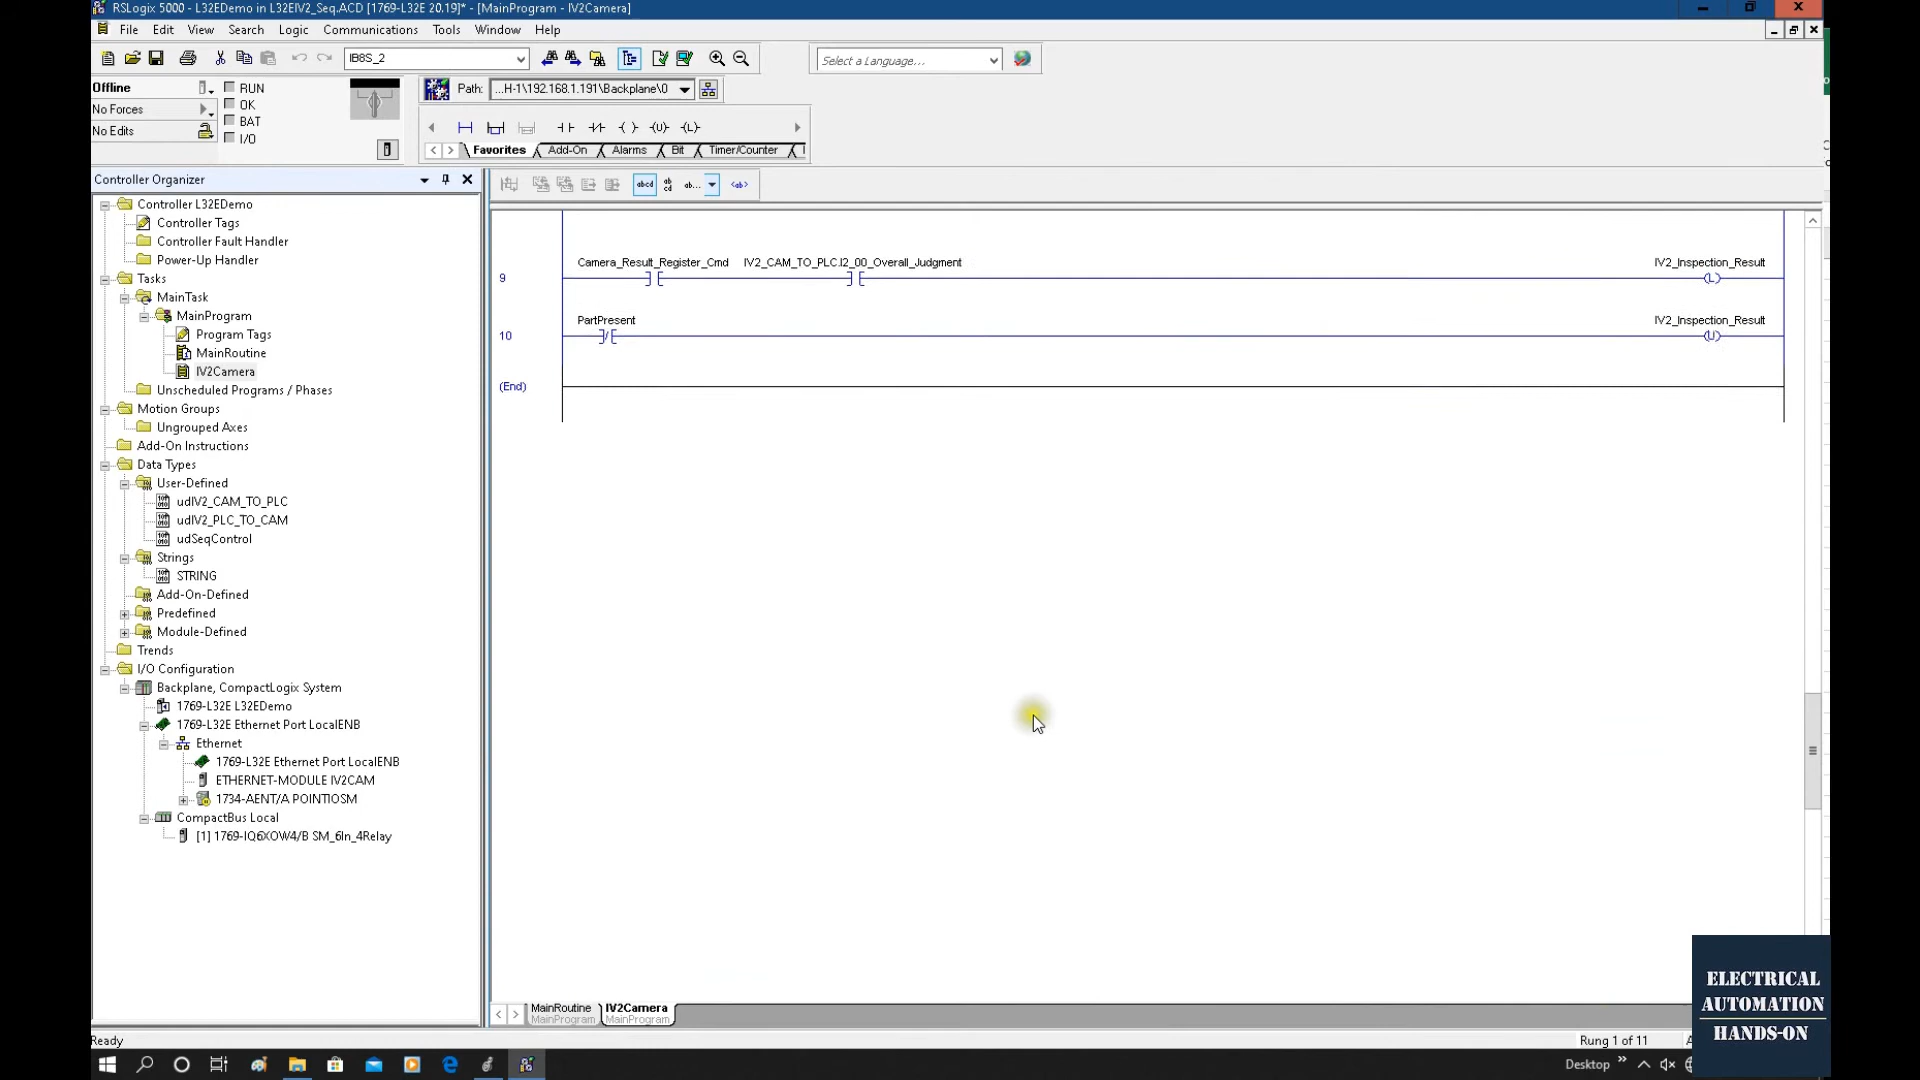 RSLogix 5000 - L32EDemo in L32EIV2_Seq.ACD [1769-L32E 20.19]* - [MainProgram - IV2Camera]
File Edit View Search Logic Communications Tools Window Help
IB8S_2
Select a Language...
Offline
RUN
No Forces
OK
BAT
No Edits
I/O
Path: ...H-1\192.168.1.191\Backplane\0
Favorites Add-On Alarms Bit Timer/Counter
Controller Organizer
Controller L32EDemo
Controller Tags
Controller Fault Handler
Power-Up Handler
Tasks
MainTask
MainProgram
Program Tags
MainRoutine
IV2Camera
Unscheduled Programs / Phases
Motion Groups
Ungrouped Axes
Add-On Instructions
Data Types
User-Defined
udIV2_CAM_TO_PLC
udIV2_PLC_TO_CAM
udSeqControl
Strings
STRING
Add-On-Defined
Predefined
Module-Defined
Trends
I/O Configuration
Backplane, CompactLogix System
1769-L32E L32EDemo
1769-L32E Ethernet Port LocalENB
Ethernet
1769-L32E Ethernet Port LocalENB
ETHERNET-MODULE IV2CAM
1734-AENT/A POINTIOSM
CompactBus Local
[1] 1769-IQ6XOW4/B SM_6In_4Relay
Camera_Result_Register_Cmd IV2_CAM_TO_PLC.I2_00_Overall_Judgment IV2_Inspection_Result
9
L
PartPresent IV2_Inspection_Result
10
U
(End)
MainRoutine
MainProgram
IV2Camera
MainProgram
Ready
Rung 1 of 11
ELECTRICAL
AUTOMATION
HANDS-ON
Desktop